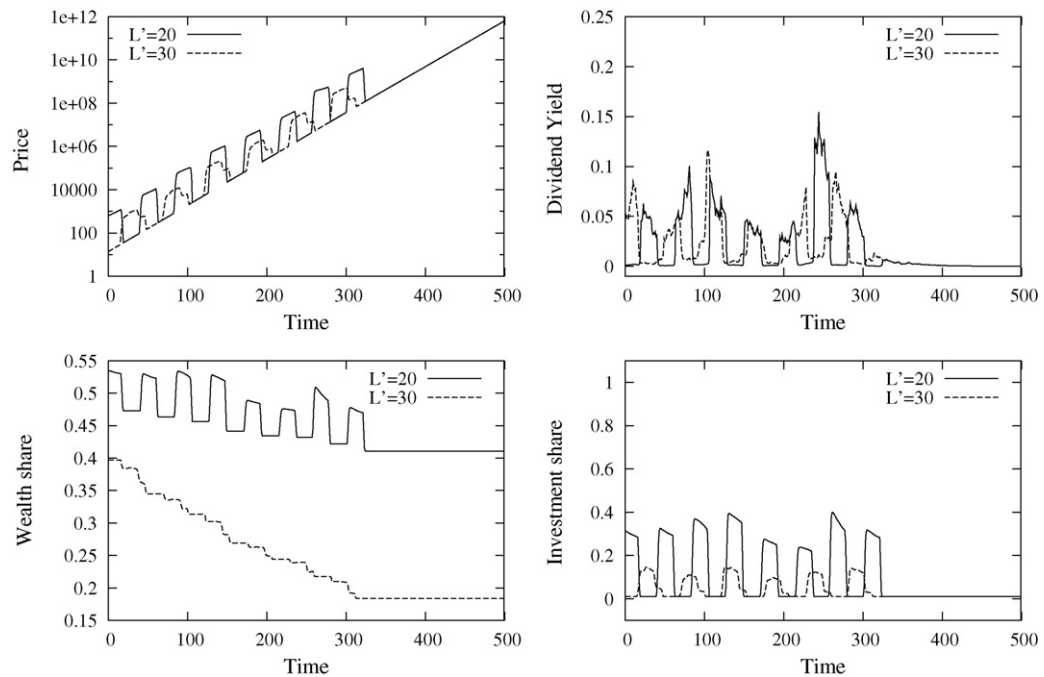 1e+12
1e+10
1e+08
1e+06
10000
100
1
Price
L'=20
L'=30
0 100 200 300 400 500
Time
0.25
0.2
0.15
0.1
0.05
0
Dividend Yield
L'=20
L'=30
0 100 200 300 400 500
Time
0.55
0.5
0.45
0.4
0.35
0.3
0.25
0.2
0.15
Wealth share
L'=20
L'=30
0 100 200 300 400 500
Time
1
0.8
0.6
0.4
0.2
0
Investment share
L'=20
L'=30
0 100 200 300 400 500
Time